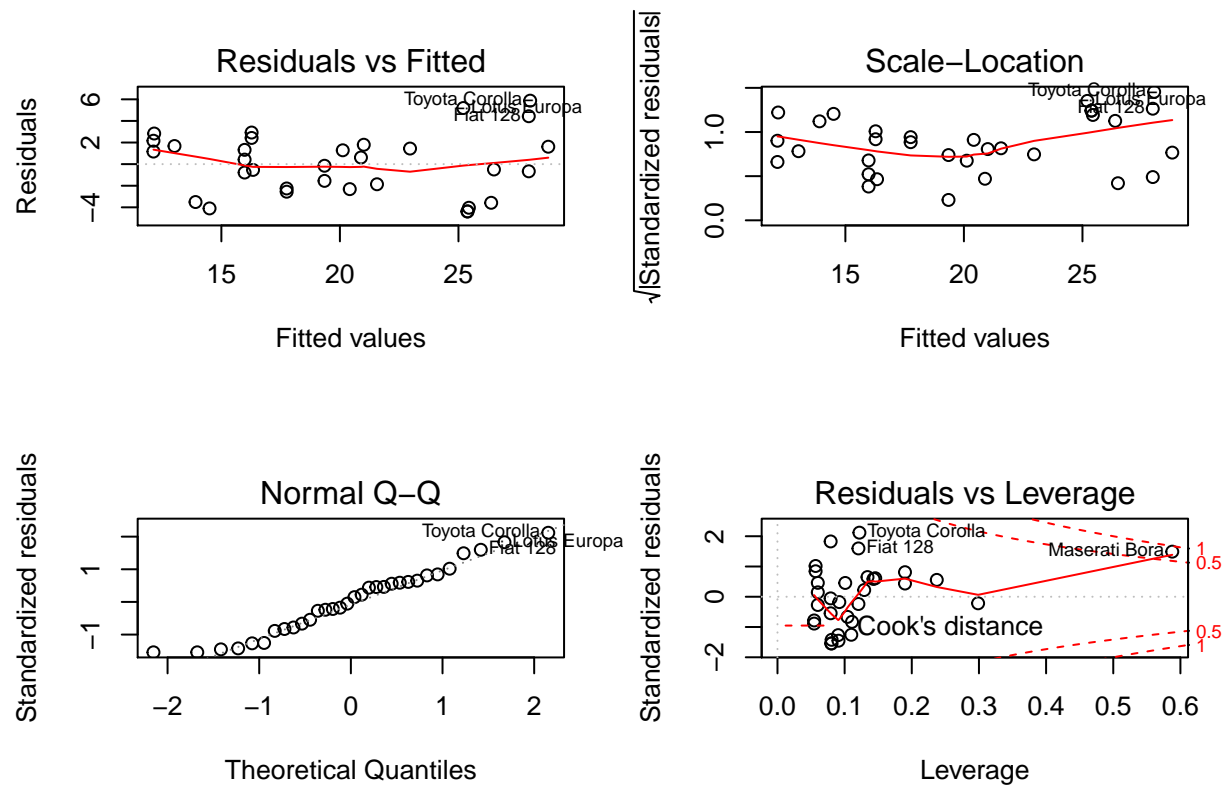 Residuals vs Fitted
Residuals
6
2
−4
Toyota Corolla
Lotus Europa
Fiat 128
15
20
25
Fitted values
Scale−Location
√|Standardized residuals|
1.0
0.0
Toyota Corolla
Lotus Europa
Fiat 128
15
20
25
Fitted values
Normal Q−Q
Standardized residuals
1
−1
Toyota Corolla
Lotus Europa
Fiat 128
−2
−1
0
1
2
Theoretical Quantiles
Residuals vs Leverage
Standardized residuals
2
0
−2
Toyota Corolla
Fiat 128
Maserati Bora
1
0.5
0.5
1
Cook's distance
0.0
0.1
0.2
0.3
0.4
0.5
0.6
Leverage